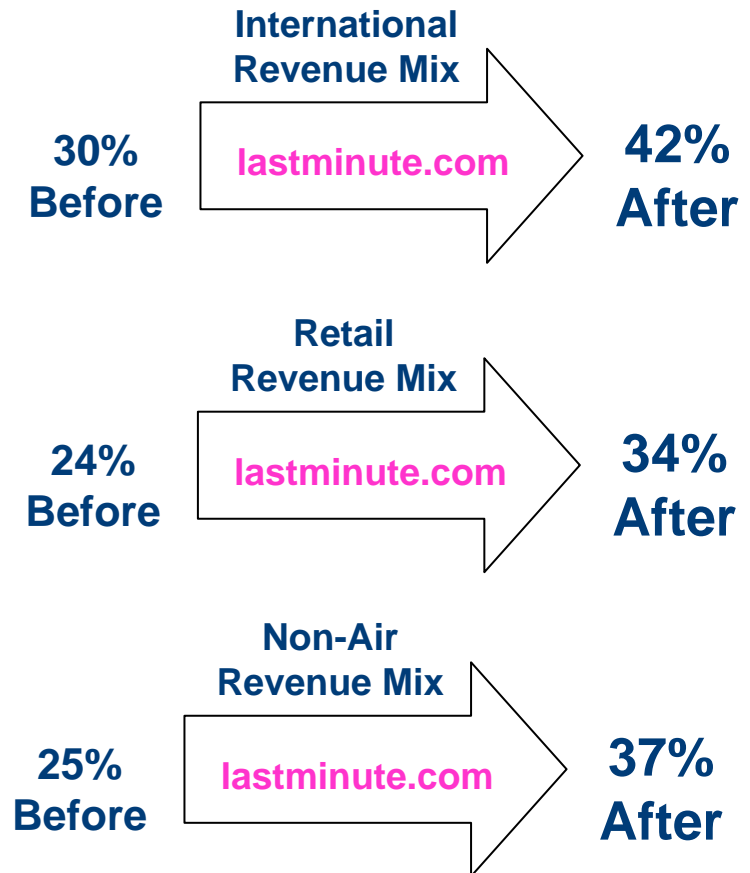 International
Revenue Mix
30%
Before
lastminute.com
42%
After
Retail
Revenue Mix
24%
Before
lastminute.com
34%
After
Non-Air
Revenue Mix
25%
Before
lastminute.com
37%
After